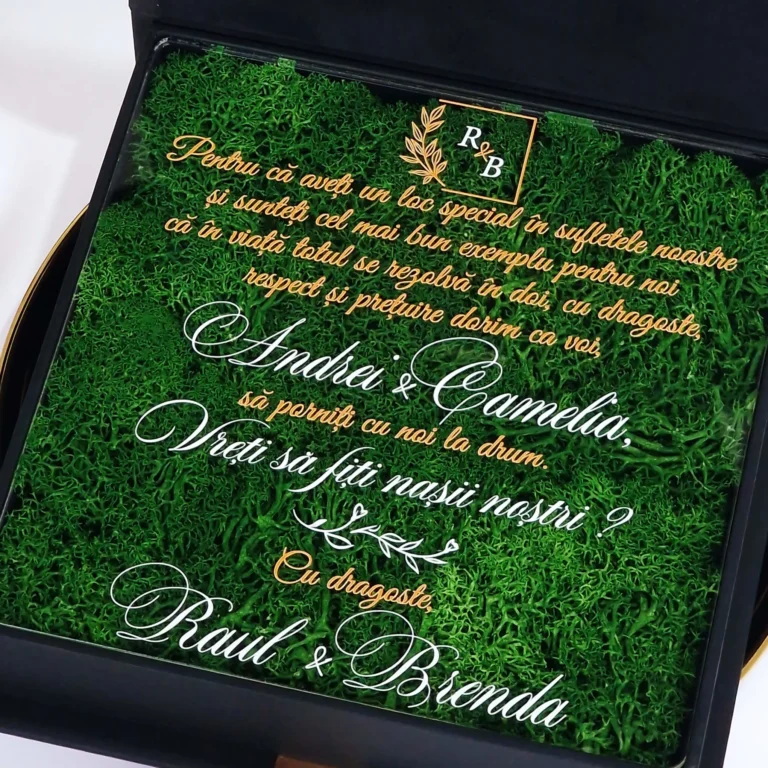 R
&
B
Pentru că aveți un loc special în sufletele noastre
și sunteți cel mai bun exemplu pentru noi
că în viață totul se rezolvă în doi, cu dragoste,
respect și prețuire dorim ca voi,
Andrei & Camelia,
să porniți cu noi la drum.
Vreți să fiți nașii noștri ?
Cu dragoste,
Raul & Brenda